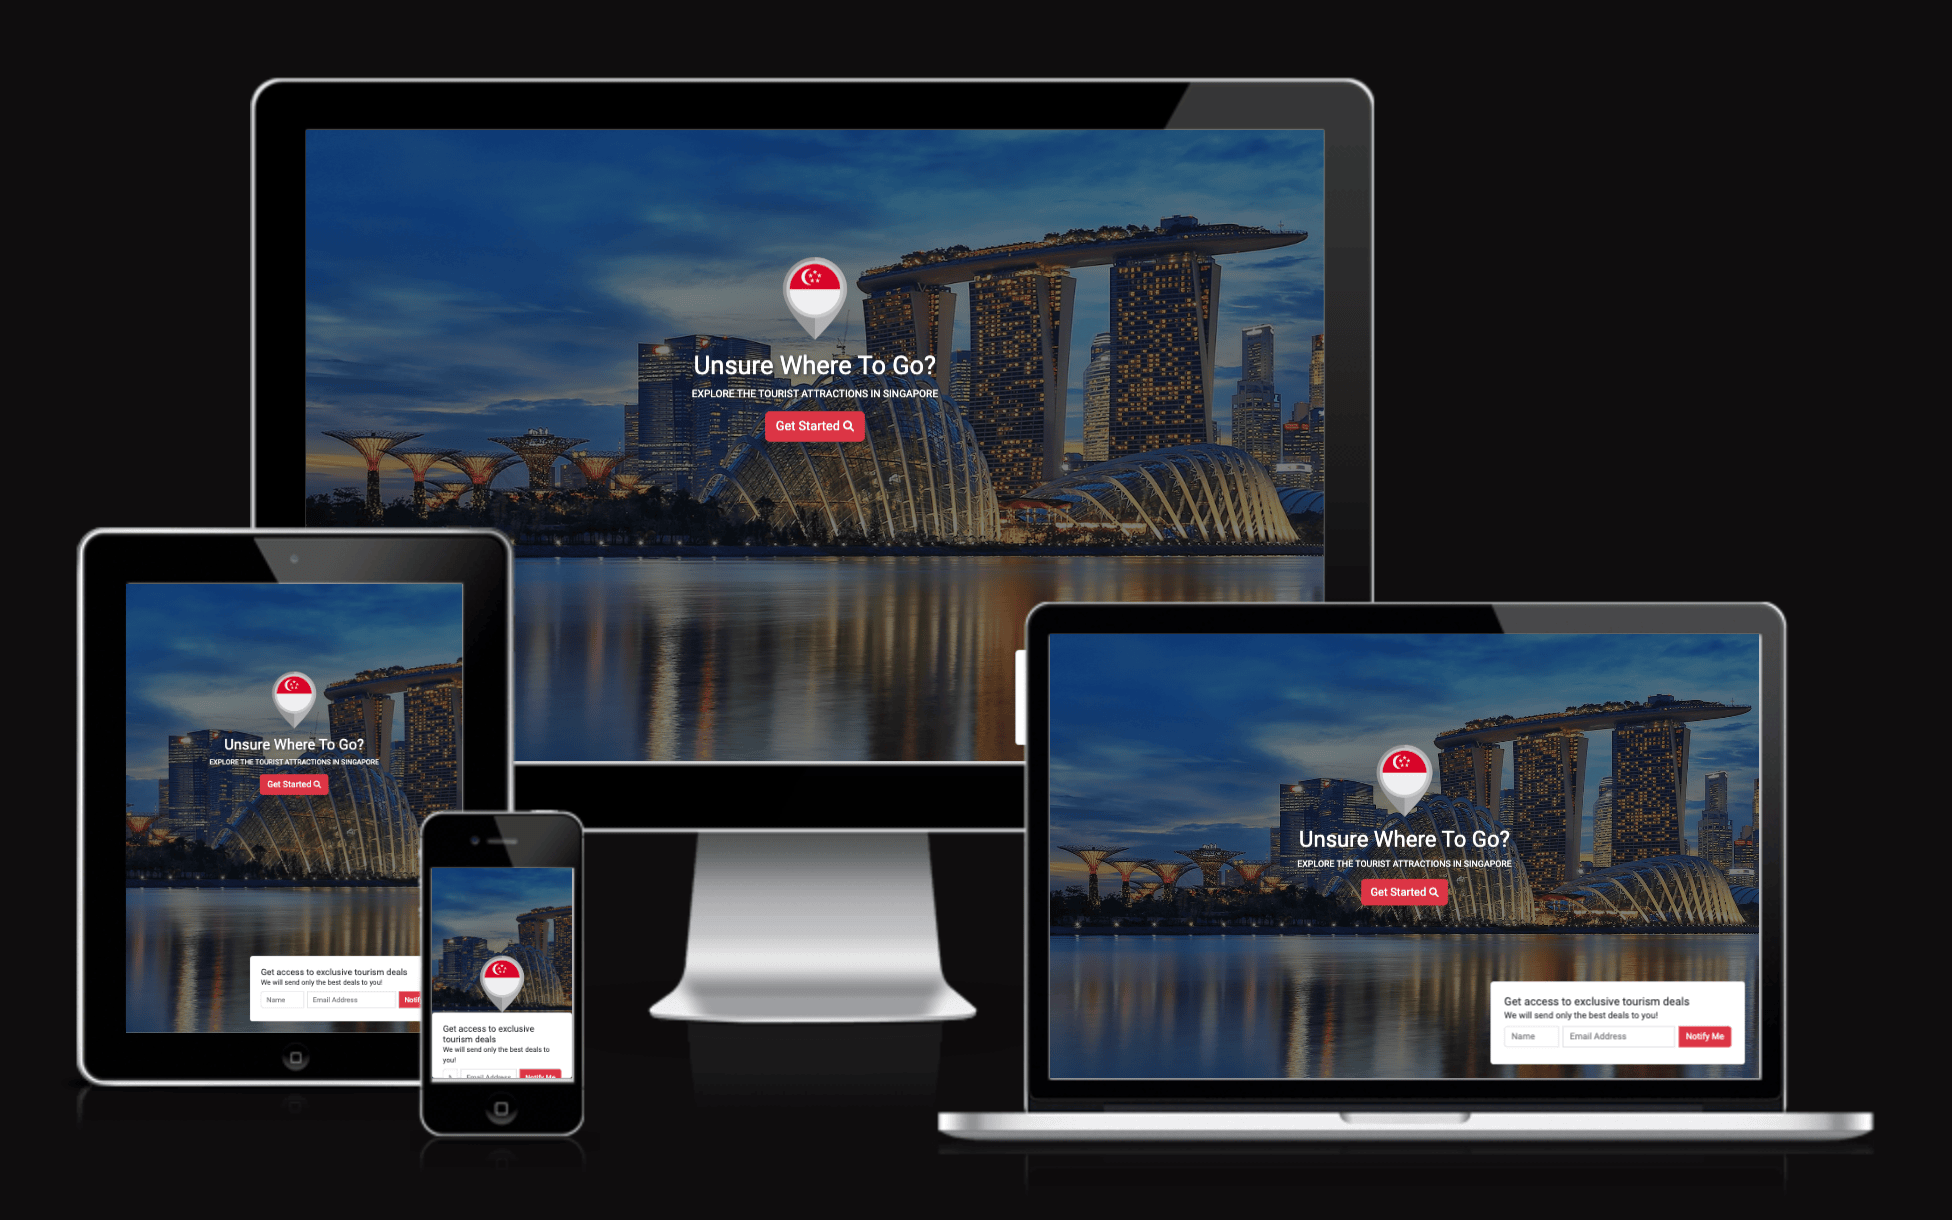 Unsure Where To Go?
EXPLORE THE TOURIST ATTRACTIONS IN SINGAPORE
Get Started
Unsure Where To Go?
EXPLORE THE TOURIST ATTRACTIONS IN SINGAPORE
Get Started
Get access to exclusive tourism deals
We will send only the best deals to you!
Name Email Address Notif
Get access to exclusive
tourism deals
We will send only the best deals to
you!
Email Address Notify Me
Unsure Where To Go?
EXPLORE THE TOURIST ATTRACTIONS IN SINGAPORE
Get Started
Get access to exclusive tourism deals
We will send only the best deals to you!
Name Email Address Notify Me